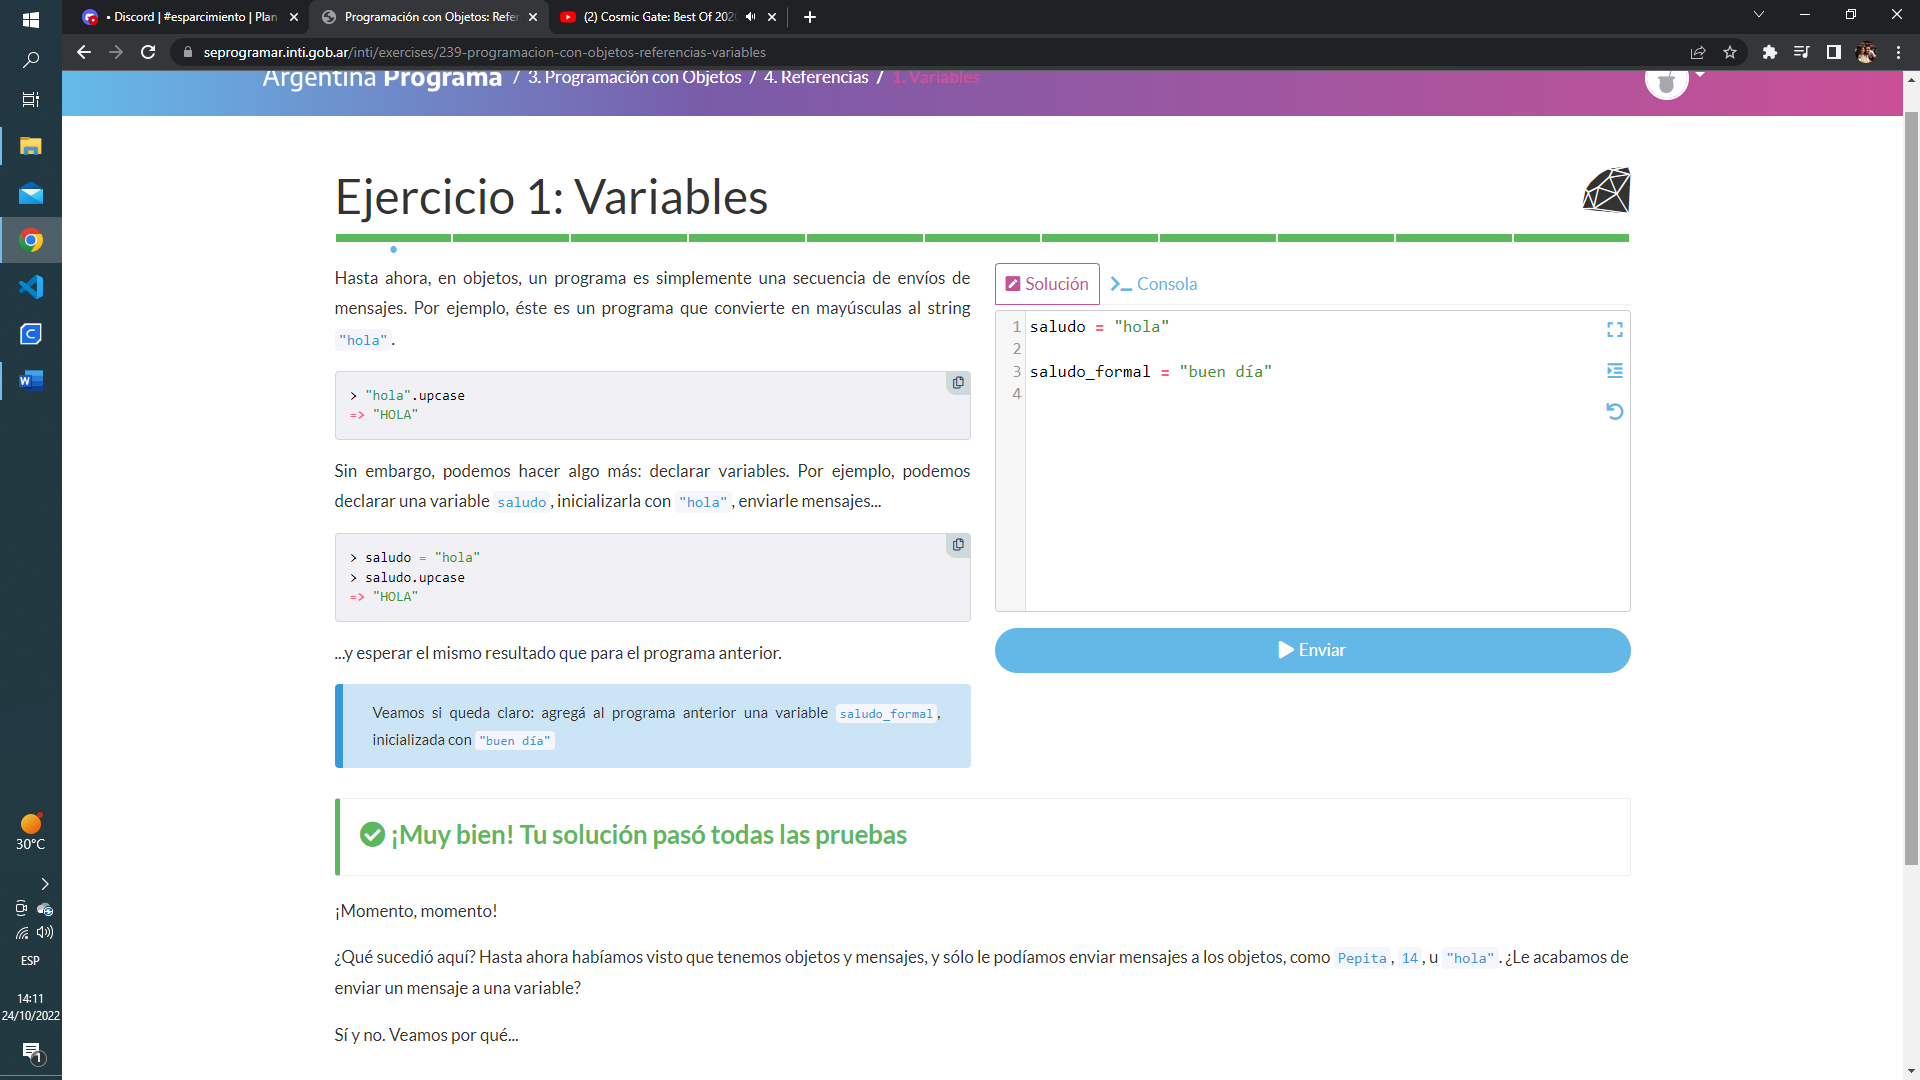 • Discord | #esparcimiento | Plan
Programación con Objetos: Refer
(2) Cosmic Gate: Best Of 2020
seprogramar.inti.gob.ar/inti/exercises/239-programacion-con-objetos-referencias-variables
Argentina Programa / 3. Programación con Objetos / 4. Referencias / 1. Variables
Ejercicio 1: Variables
Hasta ahora, en objetos, un programa es simplemente una secuencia de envíos de
mensajes. Por ejemplo, éste es un programa que convierte en mayúsculas al string
"hola".
> "hola".upcase
=> "HOLA"
Sin embargo, podemos hacer algo más: declarar variables. Por ejemplo, podemos
declarar una variable saludo, inicializarla con "hola", enviarle mensajes...
> saludo = "hola"
> saludo.upcase
=> "HOLA"
...y esperar el mismo resultado que para el programa anterior.
Veamos si queda claro: agregá al programa anterior una variable saludo_formal,
inicializada con "buen día"
Solución
Consola
1 saludo = "hola"
2
3 saludo_formal = "buen día"
4
Enviar
¡Muy bien! Tu solución pasó todas las pruebas
¡Momento, momento!
¿Qué sucedió aquí? Hasta ahora habíamos visto que tenemos objetos y mensajes, y sólo le podíamos enviar mensajes a los objetos, como Pepita, 14, u "hola". ¿Le acabamos de
enviar un mensaje a una variable?
Sí y no. Veamos por qué...
30°C
ESP
14:11
24/10/2022
1